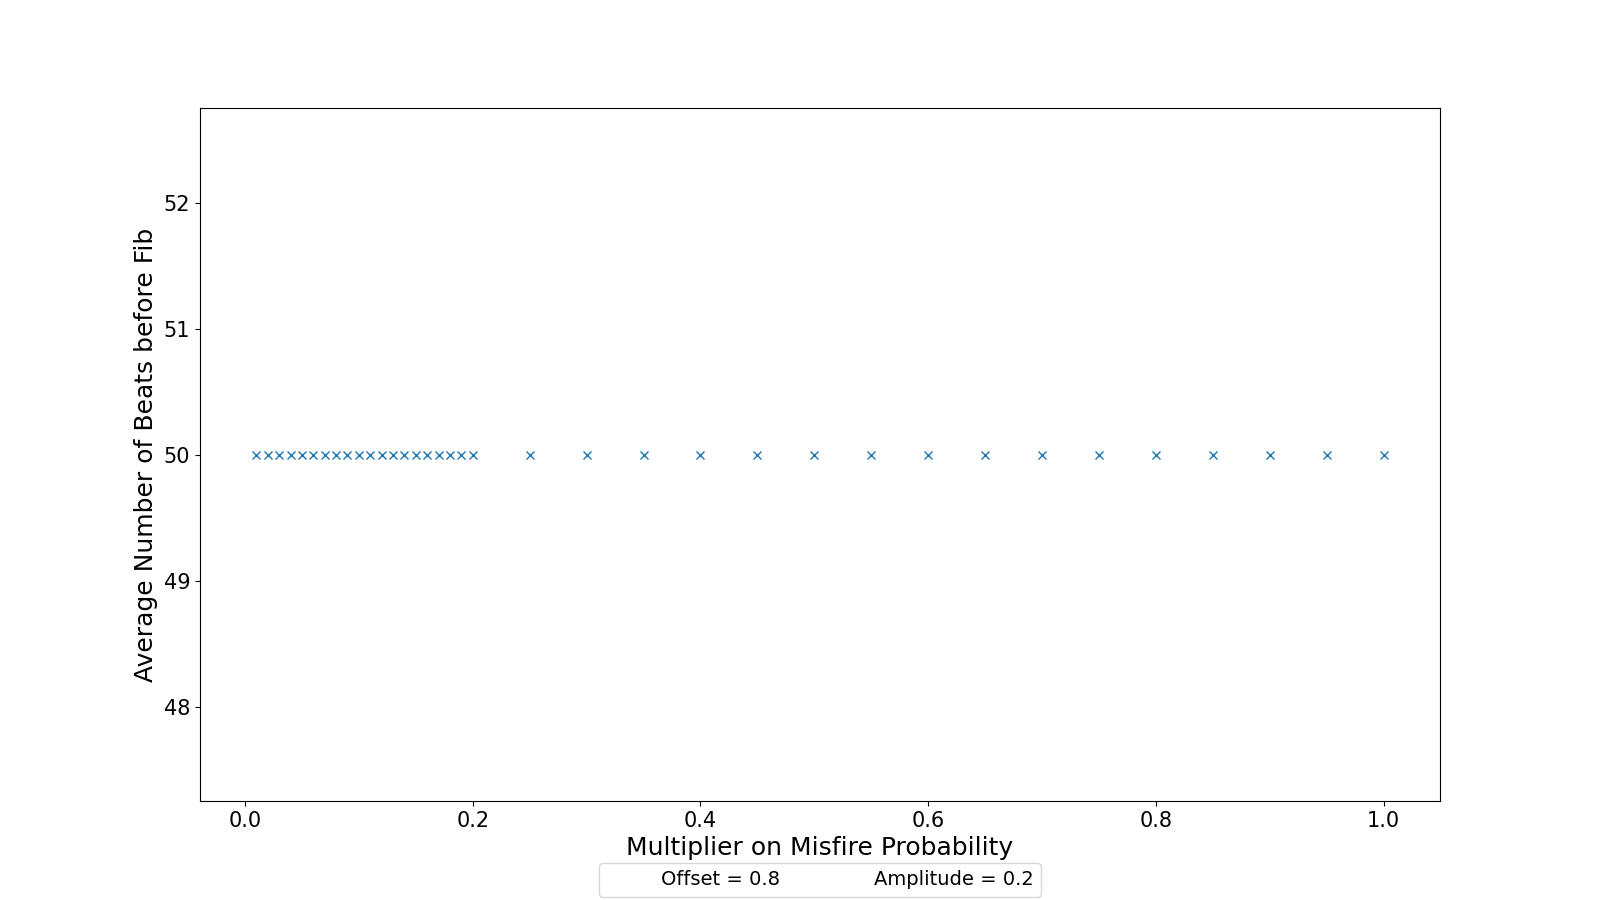 Average Number of Beats before Fib
52
51
50
49
48
0.0 0.2 0.4 0.6 0.8 1.0
Multiplier on Misfire Probability
Offset = 0.8 Amplitude = 0.2